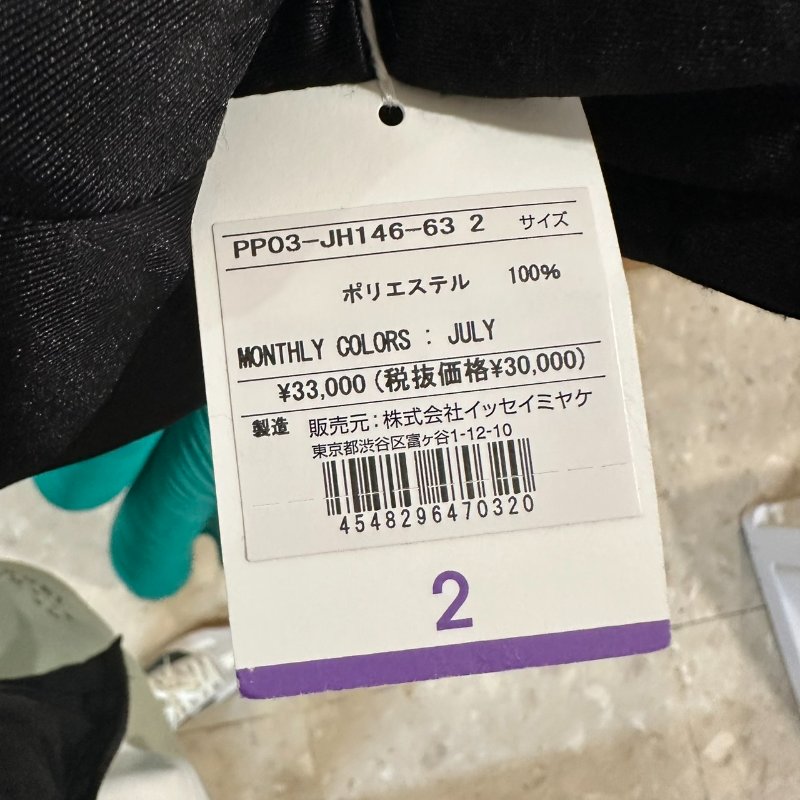 PP03-JH146-63 2 サイズ
ポリエステル 100%
MONTHLY COLORS : JULY
¥33,000 (税抜価格¥30,000)
製造 販売元:株式会社イッセイミヤケ
東京都渋谷区富ヶ谷1-12-10
4548296470320
2